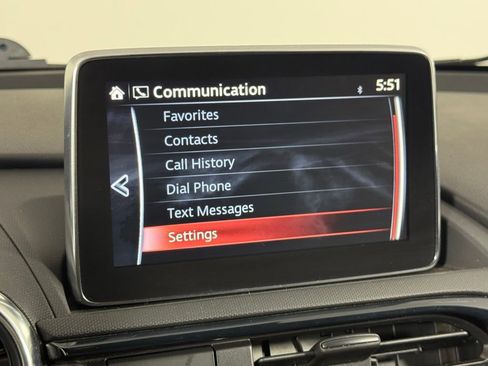 Communication 5:51
Favorites
Contacts
Call History
Dial Phone
Text Messages
Settings